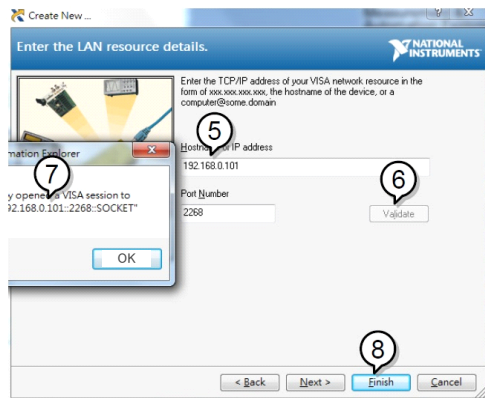 Create New ...
Enter the LAN resource details.
NATIONAL
INSTRUMENTS
Enter the TCP/IP address of your VISA network resource in the
form of xxx.xxx.xxx.xxx, the hostname of the device, or a
computer@some.domain
5
or IP address
192.168.0.101
6
Port Number
2268
Validate
mation Explorer
7
y opened a VISA session to
92.168.0.101::2268::SOCKET"
OK
8
< Back
Next >
Finish
Cancel